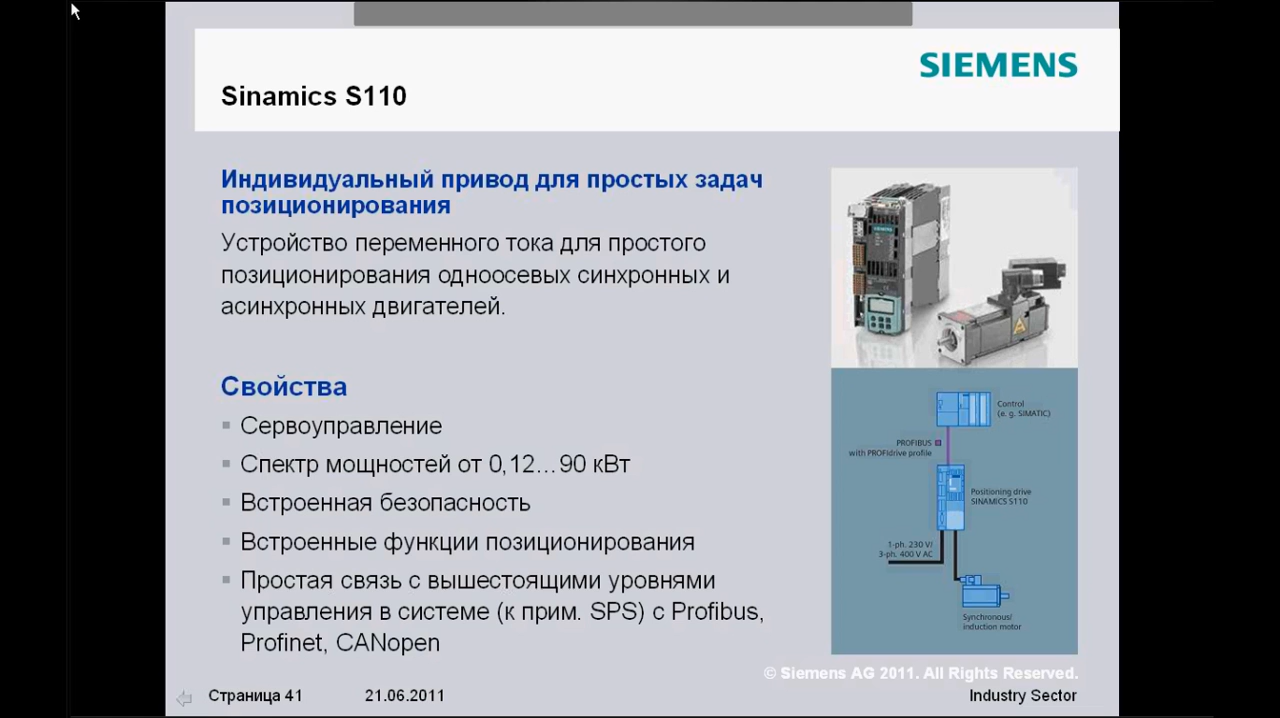 SIEMENS
Sinamics S110
Индивидуальный привод для простых задач
позиционирования
Устройство переменного тока для простого
позиционирования одноосевых синхронных и
асинхронных двигателей.
Свойства
Сервоуправление
Спектр мощностей от 0,12...90 кВт
Встроенная безопасность
Встроенные функции позиционирования
Простая связь с вышестоящими уровнями
управления в системе (к прим. SPS) с Profibus,
Profinet, CANopen
Control
(e. g. SIMATIC)
PROFIBUS
with PROFIdrive profile
Positioning drive
SINAMICS S110
1-ph. 230 V/
3-ph. 400 V AC
Synchronous/
induction motor
© Siemens AG 2011. All Rights Reserved.
Страница 41
21.06.2011
Industry Sector